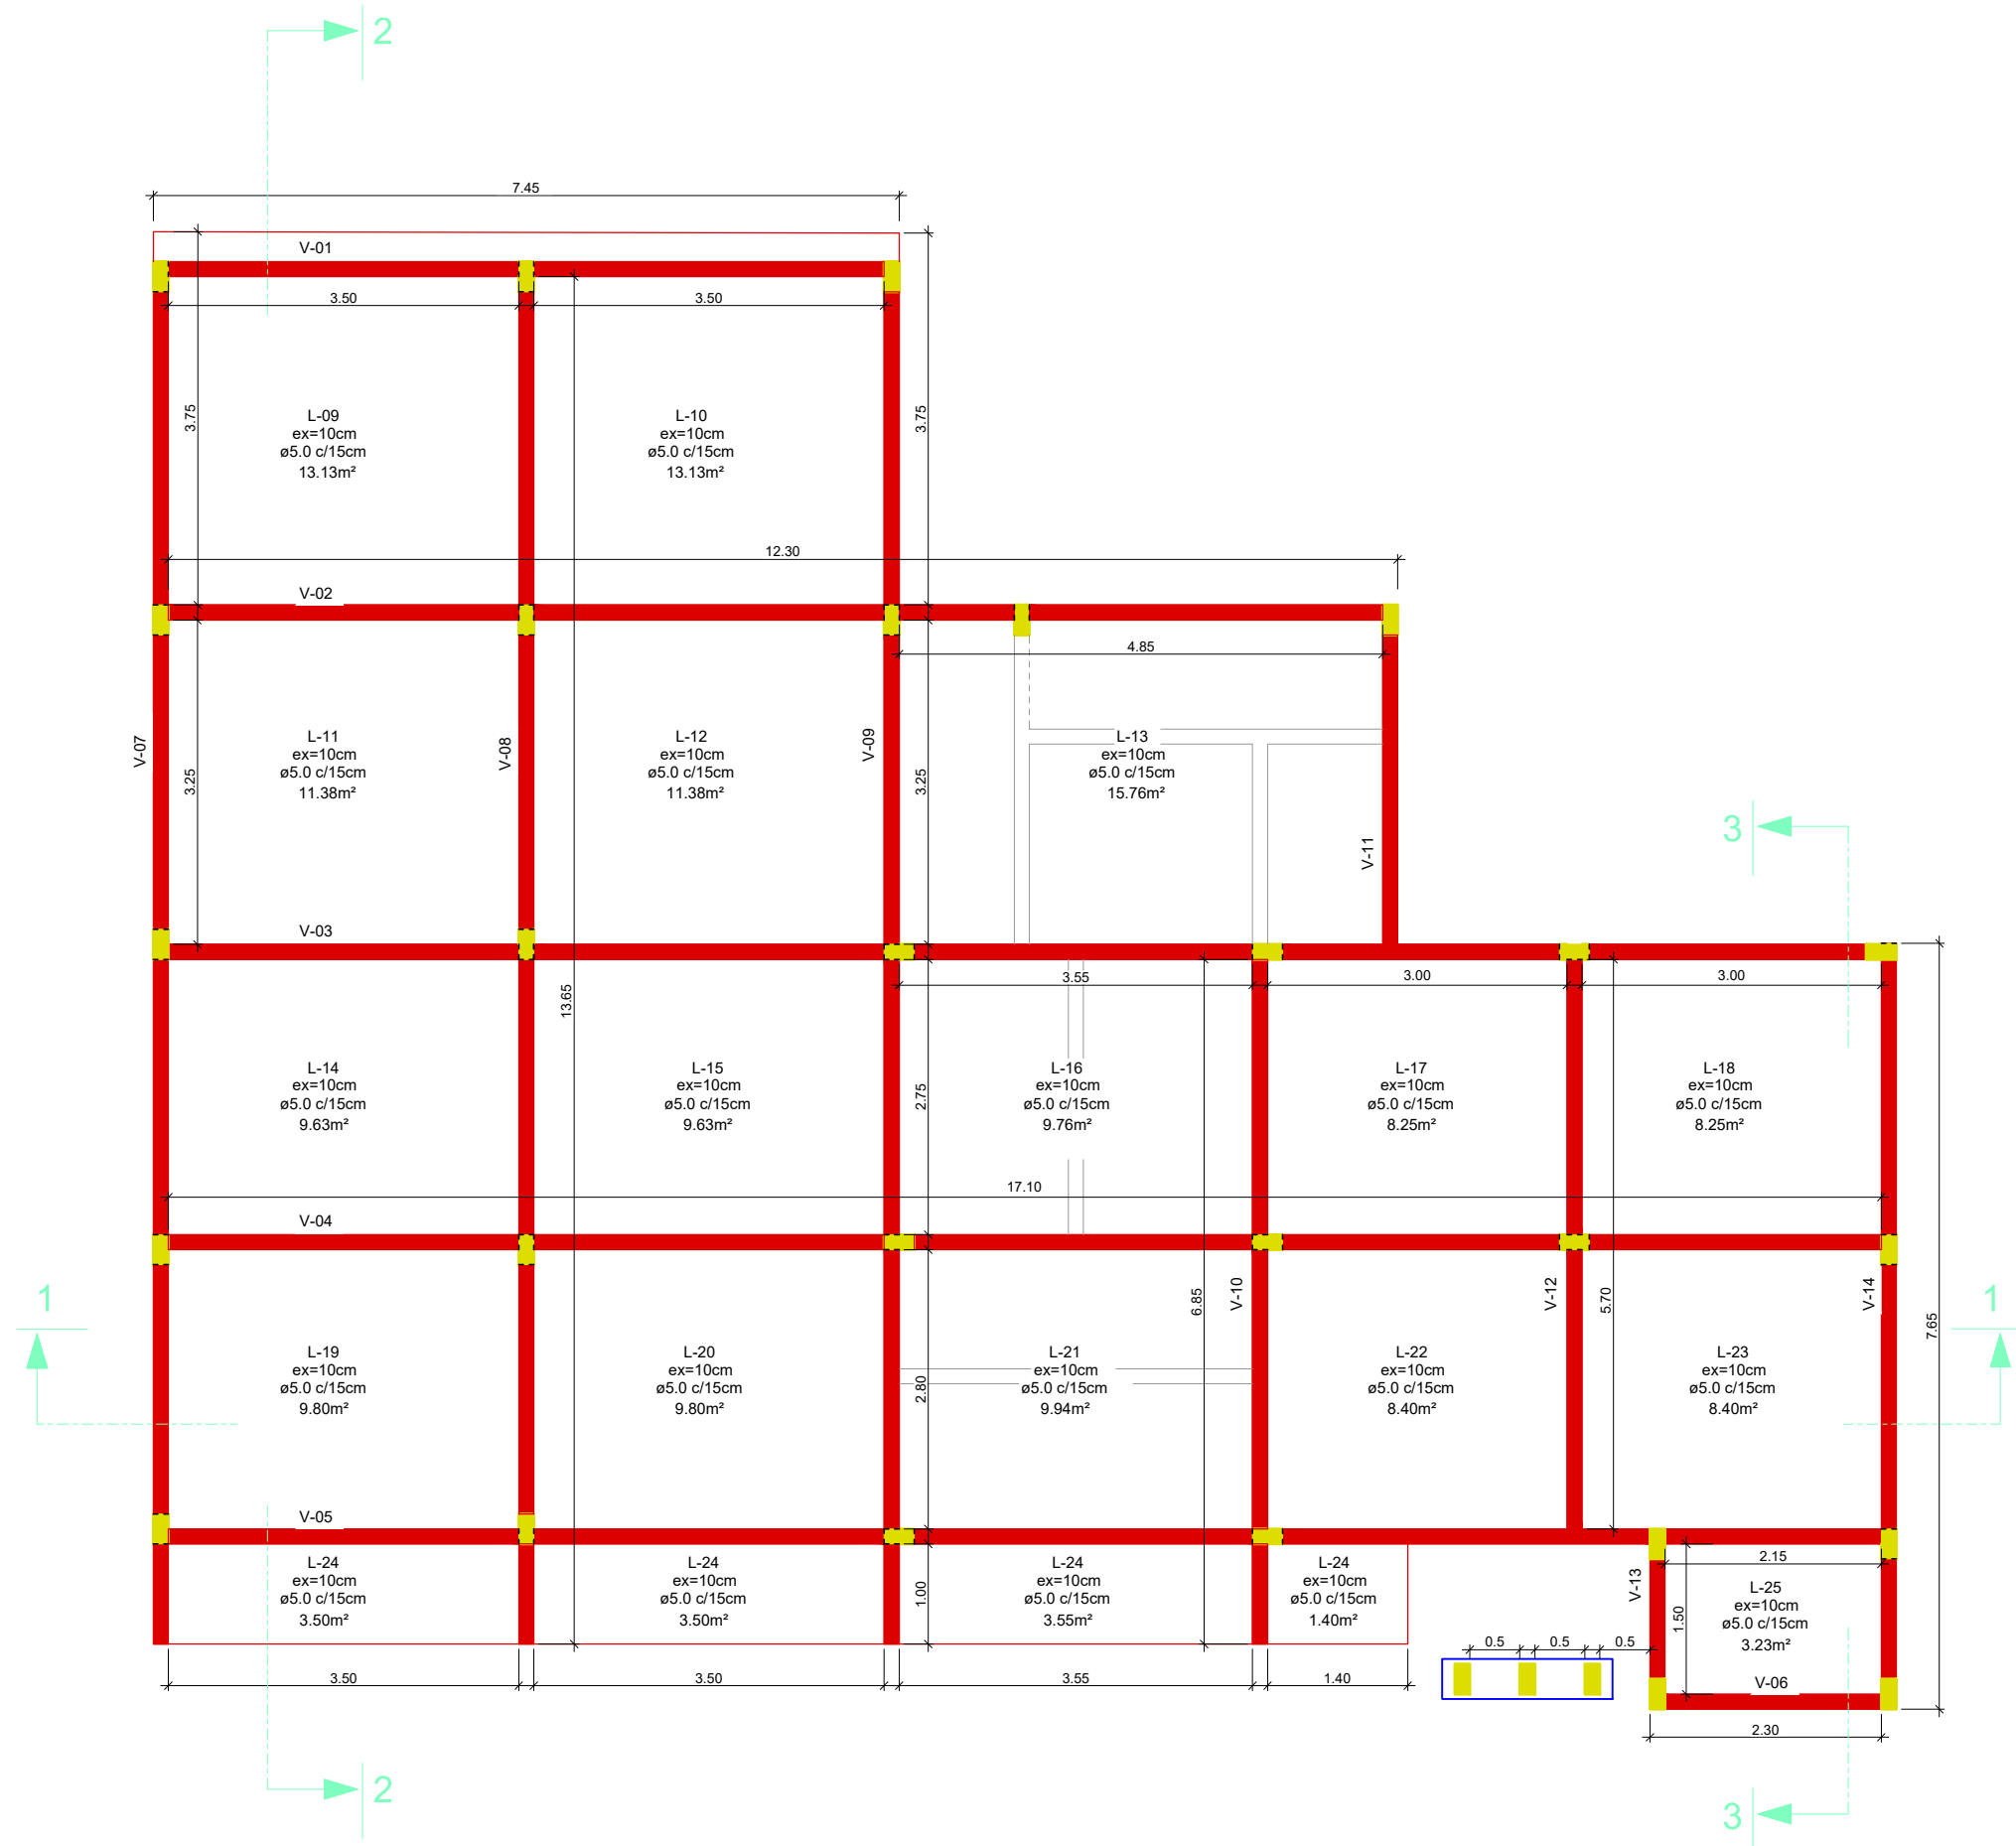 2
7.45
V-01
3.50
3.50
3.75
3.75
L-09
ex=10cm
ø5.0 c/15cm
13.13m²
L-10
ex=10cm
ø5.0 c/15cm
13.13m²
12.30
V-02
4.85
V-07
3.25
L-11
ex=10cm
ø5.0 c/15cm
11.38m²
V-08
L-12
ex=10cm
ø5.0 c/15cm
11.38m²
V-09
3.25
L-13
ex=10cm
ø5.0 c/15cm
15.76m²
V-11
3
V-03
13.65
3.55
3.00
3.00
L-14
ex=10cm
ø5.0 c/15cm
9.63m²
L-15
ex=10cm
ø5.0 c/15cm
9.63m²
2.75
L-16
ex=10cm
ø5.0 c/15cm
9.76m²
L-17
ex=10cm
ø5.0 c/15cm
8.25m²
L-18
ex=10cm
ø5.0 c/15cm
8.25m²
17.10
V-04
1
6.85
V-10
V-12
5.70
V-14
7.65
1
L-19
ex=10cm
ø5.0 c/15cm
9.80m²
L-20
ex=10cm
ø5.0 c/15cm
9.80m²
2.80
L-21
ex=10cm
ø5.0 c/15cm
9.94m²
L-22
ex=10cm
ø5.0 c/15cm
8.40m²
L-23
ex=10cm
ø5.0 c/15cm
8.40m²
V-05
L-24
ex=10cm
ø5.0 c/15cm
3.50m²
L-24
ex=10cm
ø5.0 c/15cm
3.50m²
1.00
L-24
ex=10cm
ø5.0 c/15cm
3.55m²
L-24
ex=10cm
ø5.0 c/15cm
1.40m²
V-13
2.15
1.50
L-25
ex=10cm
ø5.0 c/15cm
3.23m²
0.5
0.5
0.5
3.50
3.50
3.55
1.40
V-06
2.30
2
3